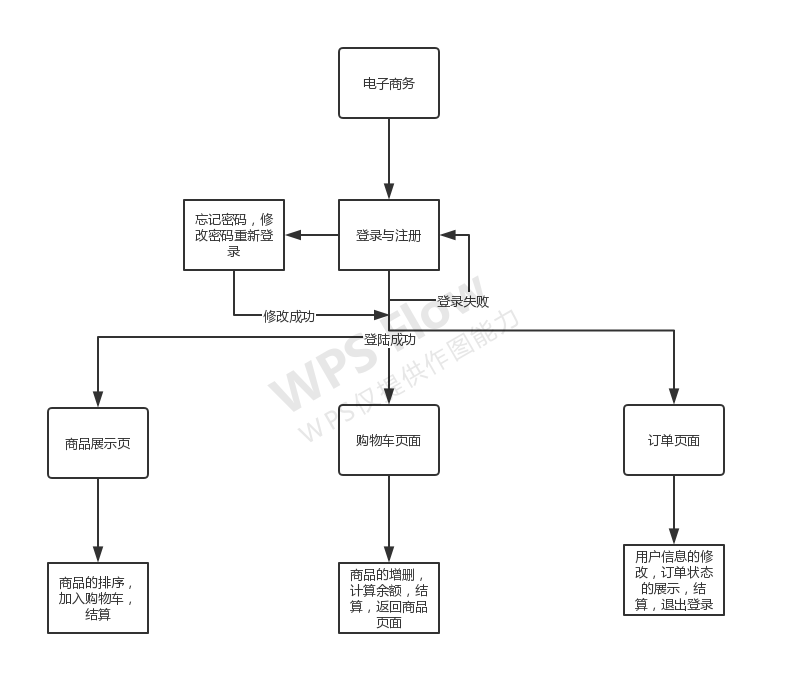 电子商务
忘记密码，修
改密码重新登
录
登录与注册
登录失败
修改成功
登陆成功
WPS Flow
WPS仅提供作图能力
商品展示页
购物车页面
订单页面
商品的排序，
加入购物车，
结算
商品的增删，
计算余额，结
算，返回商品
页面
用户信息的修
改，订单状态
的展示，结
算，退出登录